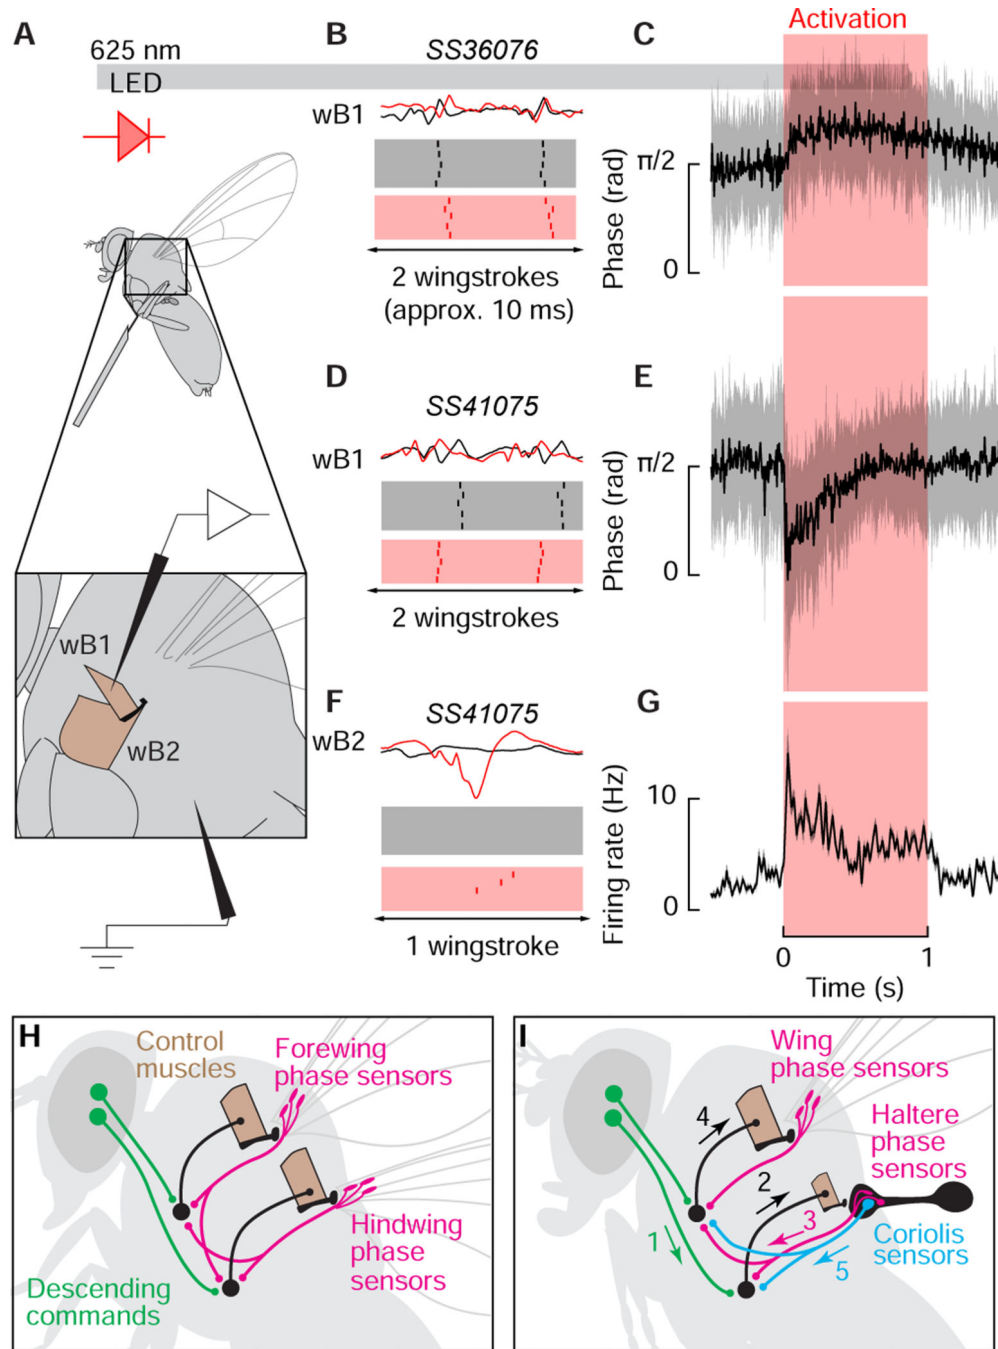 A
625 nm
LED
wB1
wB2
B
SS36076
wB1
2 wingstrokes
(approx. 10 ms)
C
Activation
Phase (rad)
π/2
0
D
SS41075
wB1
2 wingstrokes
E
Phase (rad)
π/2
0
F
SS41075
wB2
1 wingstroke
G
Firing rate (Hz)
10
0
0
1
Time (s)
H
Control
muscles
Forewing
phase sensors
Hindwing
phase
sensors
Descending
commands
I
Wing
phase sensors
Haltere
phase
sensors
Coriolis
sensors
4
2
3
1
5